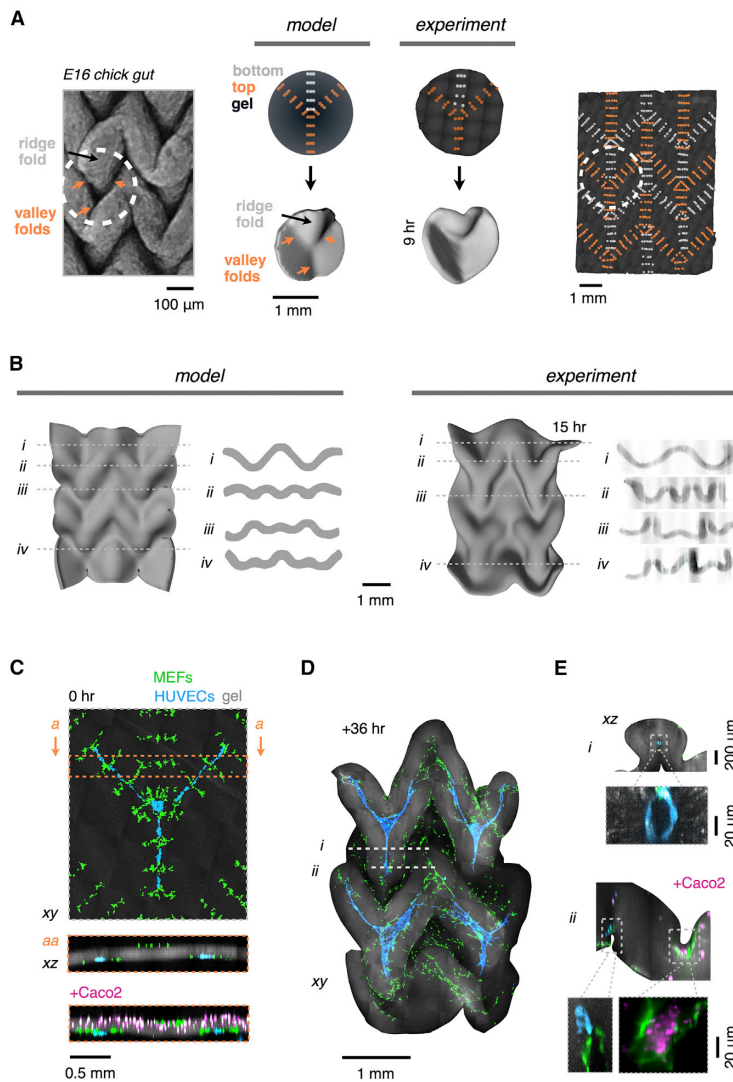 A
model
experiment
E16 chick gut
bottom
top
gel
ridge
fold
valley
folds
100 µm
ridge
fold
valley
folds
1 mm
9 hr
1 mm
B
model
experiment
i
ii
iii
iv
i
ii
iii
iv
1 mm
15 hr
i
ii
iii
iv
i
ii
iii
iv
C
MEFs
0 hr
HUVECs gel
a
a
xy
aa
xz
+Caco2
0.5 mm
D
+36 hr
i
ii
xy
1 mm
E
xz
i
200 µm
20 µm
+Caco2
ii
20 µm